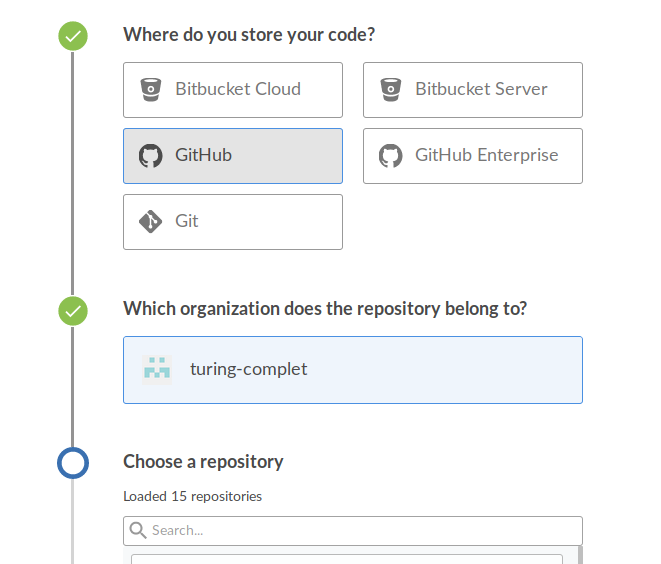 Where do you store your code?
Bitbucket Cloud
Bitbucket Server
GitHub
GitHub Enterprise
Git
Which organization does the repository belong to?
turing-complet
Choose a repository
Loaded 15 repositories
Search...